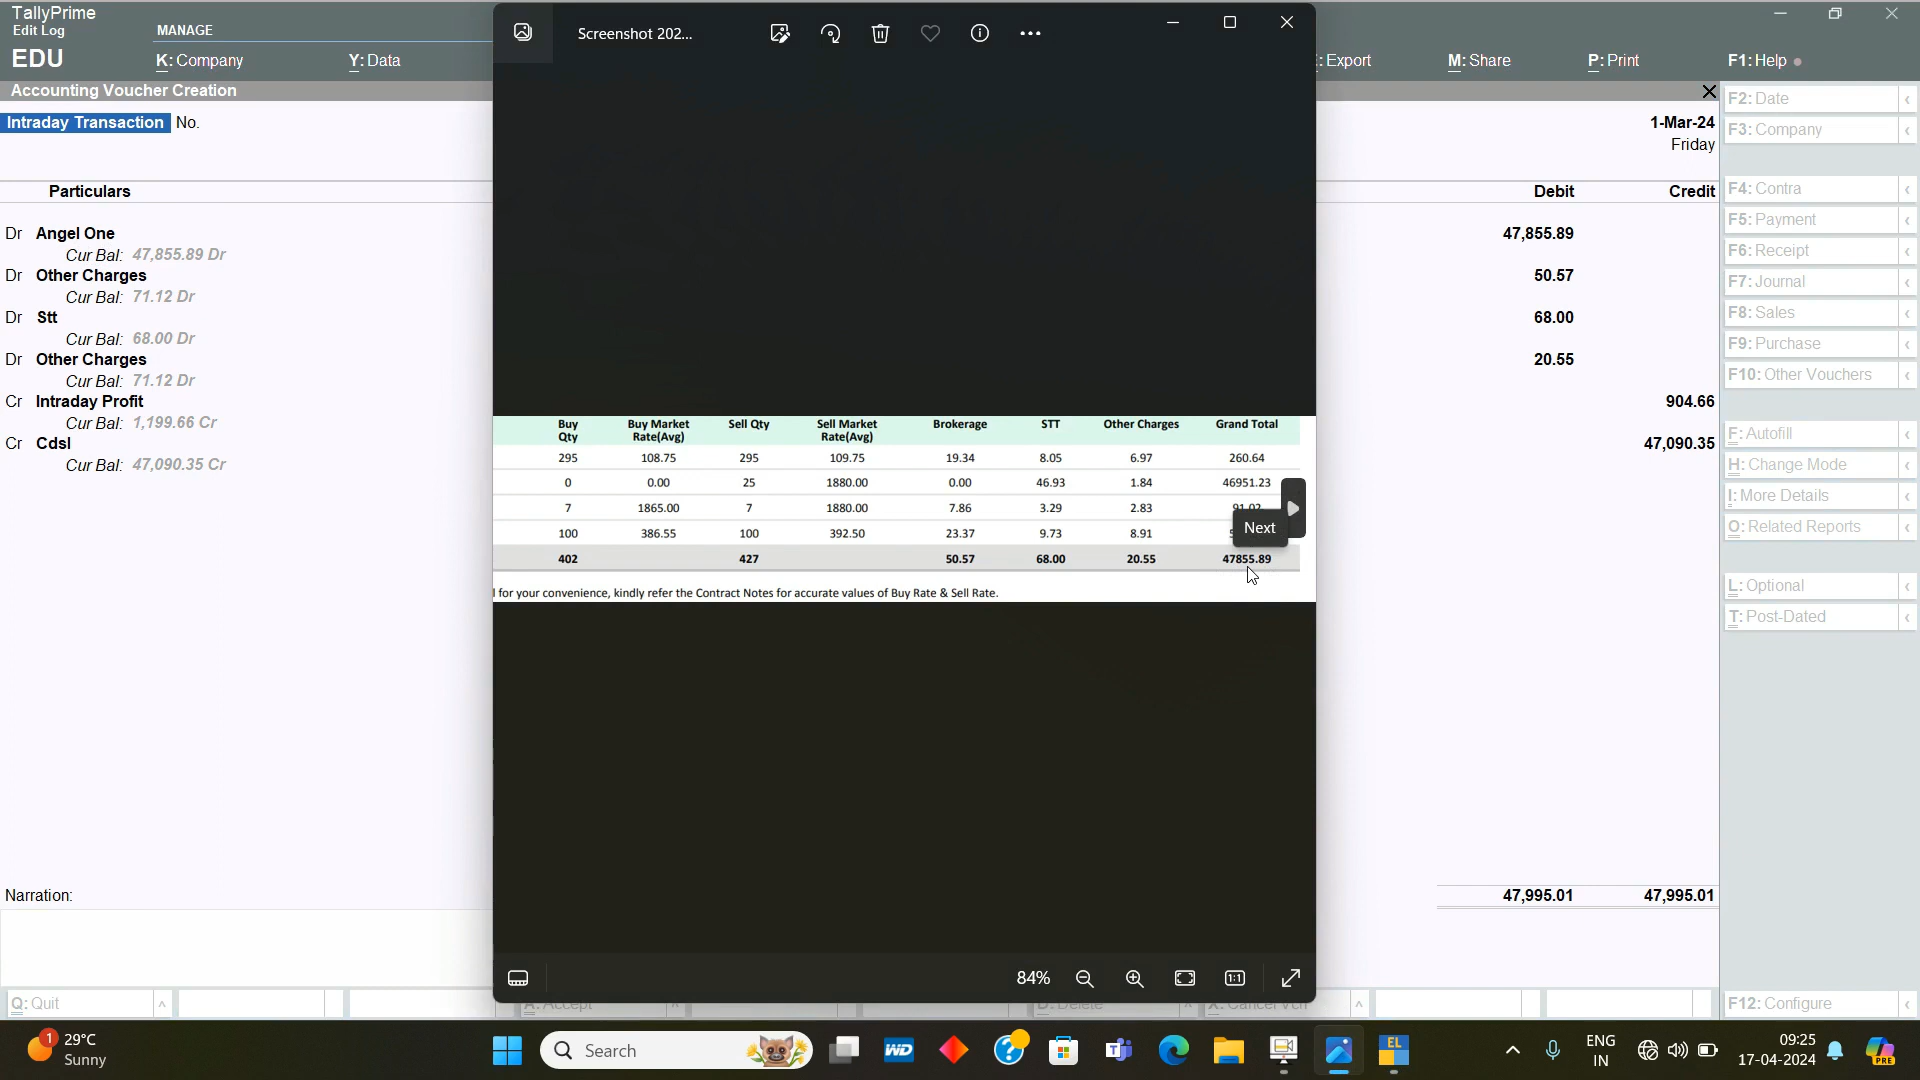 TallyPrime
Edit Log
EDU
MANAGE
K: Company
Y: Data
: Export
M: Share
P: Print
F1: Help
Accounting Voucher Creation
Intraday Transaction No.
1-Mar-24
Friday
Particulars
Debit
Credit
Dr Angel One
47,855.89
Cur Bal: 47,855.89 Dr
Dr Other Charges
50.57
Cur Bal: 71.12 Dr
Dr Stt
68.00
Cur Bal: 68.00 Dr
Dr Other Charges
20.55
Cur Bal: 71.12 Dr
Cr Intraday Profit
904.66
Cur Bal: 1,199.66 Cr
Cr Cdsl
47,090.35
Cur Bal: 47,090.35 Cr
Narration:
47,995.01
47,995.01
Screenshot 202...
Buy Qty Buy Market Rate(Avg) Sell Qty Sell Market Rate(Avg) Brokerage STT Other Charges Grand Total
295 108.75 295 109.75 19.34 8.05 6.97 260.64
0 0.00 25 1880.00 0.00 46.93 1.84 46951.23
7 1865.00 7 1880.00 7.86 3.29 2.83 91.02
100 386.55 100 392.50 23.37 9.73 8.91
402 427 50.57 68.00 20.55 47855.89
Next
for your convenience, kindly refer the Contract Notes for accurate values of Buy Rate & Sell Rate.
84%
1:1
F2: Date
F3: Company
F4: Contra
F5: Payment
F6: Receipt
F7: Journal
F8: Sales
F9: Purchase
F10: Other Vouchers
F: Autofill
H: Change Mode
I: More Details
O: Related Reports
L: Optional
T: Post-Dated
F12: Configure
Q: Quit
A: Accept
D: Delete
X: Cancel Vch
1
29°C
Sunny
Search
WD
EL
ENG
IN
09:25
17-04-2024
PRE